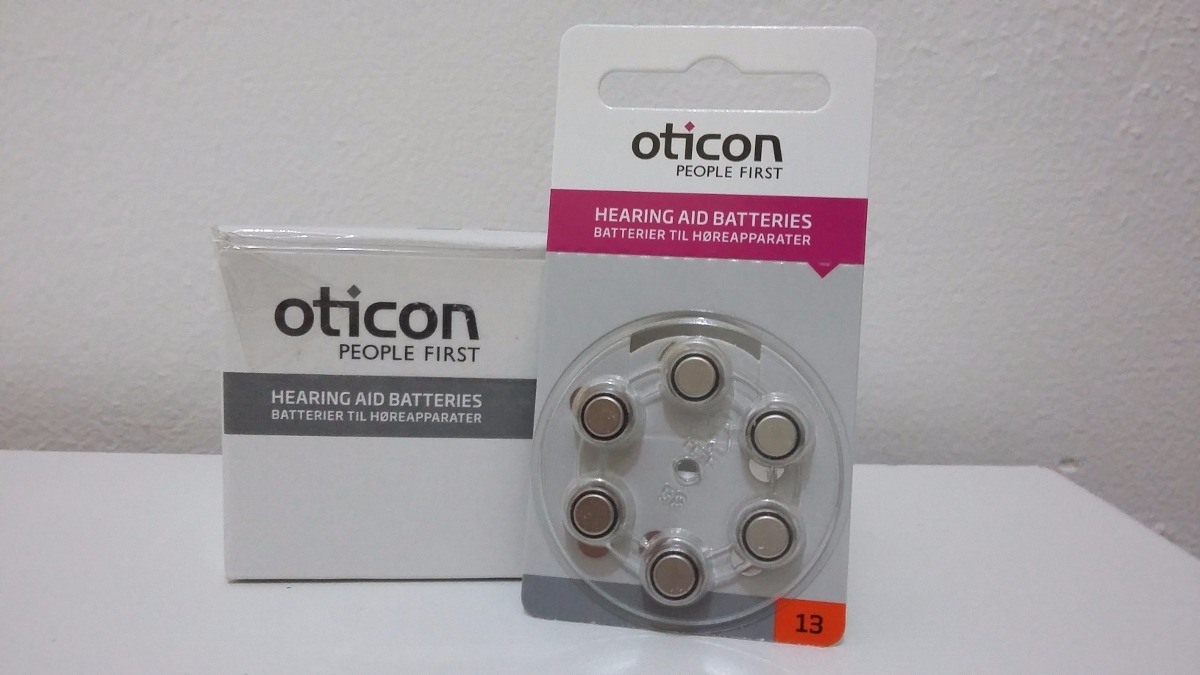 oticon
PEOPLE FIRST
HEARING AID BATTERIES
BATTERIER TIL HØREAPPARATER
oticon
PEOPLE FIRST
HEARING AID BATTERIES
BATTERIER TIL HØREAPPARATER
13